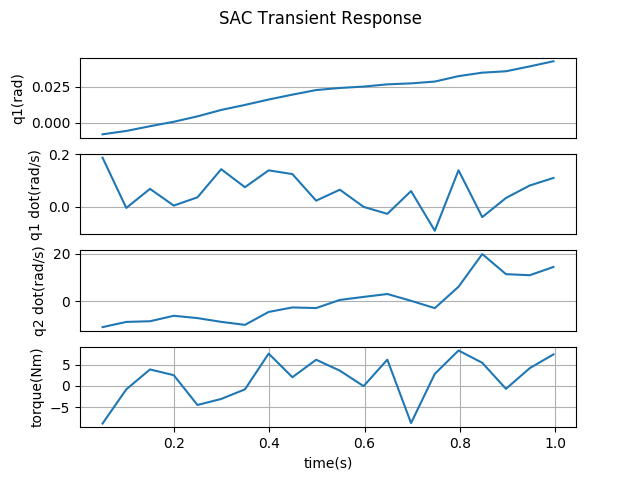 SAC Transient Response
q1(rad)
0.025
0.000
q1 dot(rad/s)
0.2
0.0
q2 dot(rad/s)
20
0
torque(Nm)
5
0
−5
0.2 0.4 0.6 0.8 1.0
time(s)